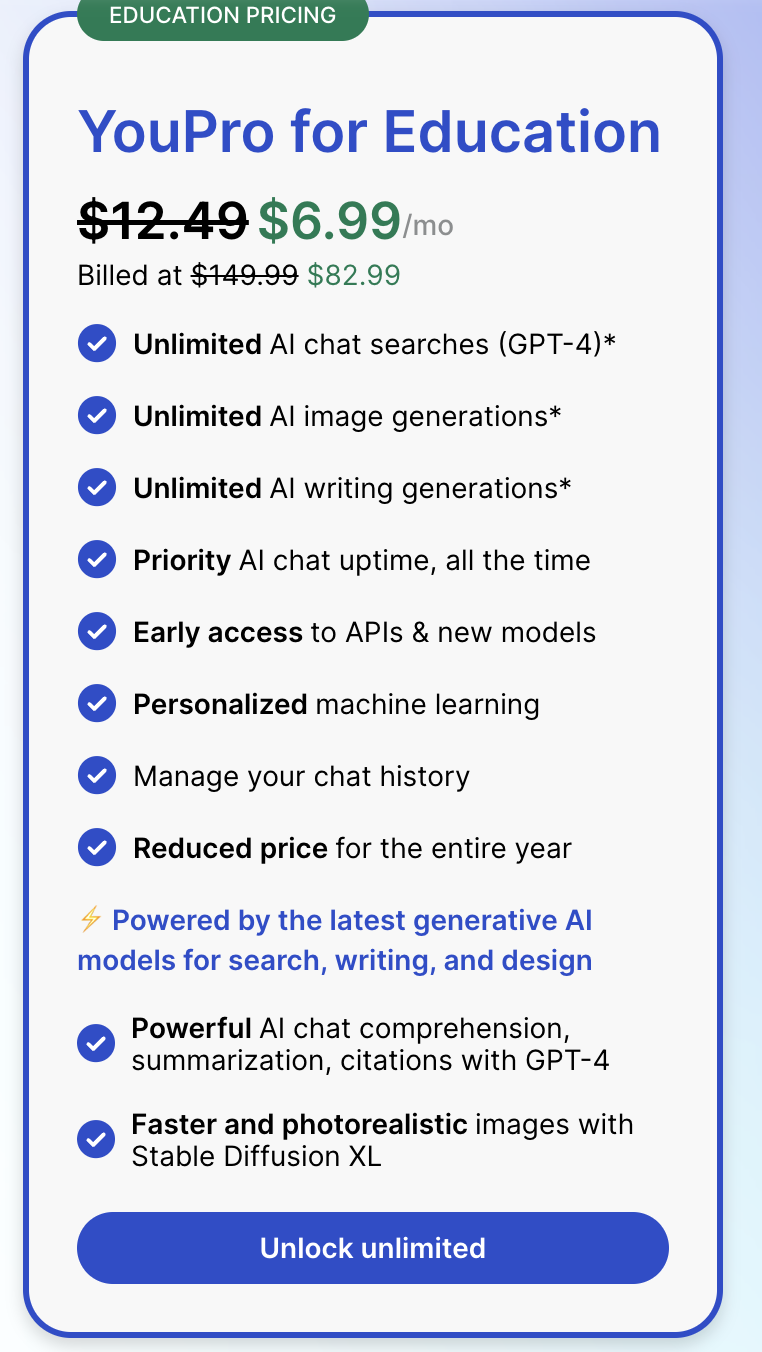 EDUCATION PRICING
YouPro for Education
$12.49 $6.99/mo
Billed at $149.99 $82.99
Unlimited AI chat searches (GPT-4)*
Unlimited AI image generations*
Unlimited AI writing generations*
Priority AI chat uptime, all the time
Early access to APIs & new models
Personalized machine learning
Manage your chat history
Reduced price for the entire year
⚡ Powered by the latest generative AI
models for search, writing, and design
Powerful AI chat comprehension,
summarization, citations with GPT-4
Faster and photorealistic images with
Stable Diffusion XL
Unlock unlimited